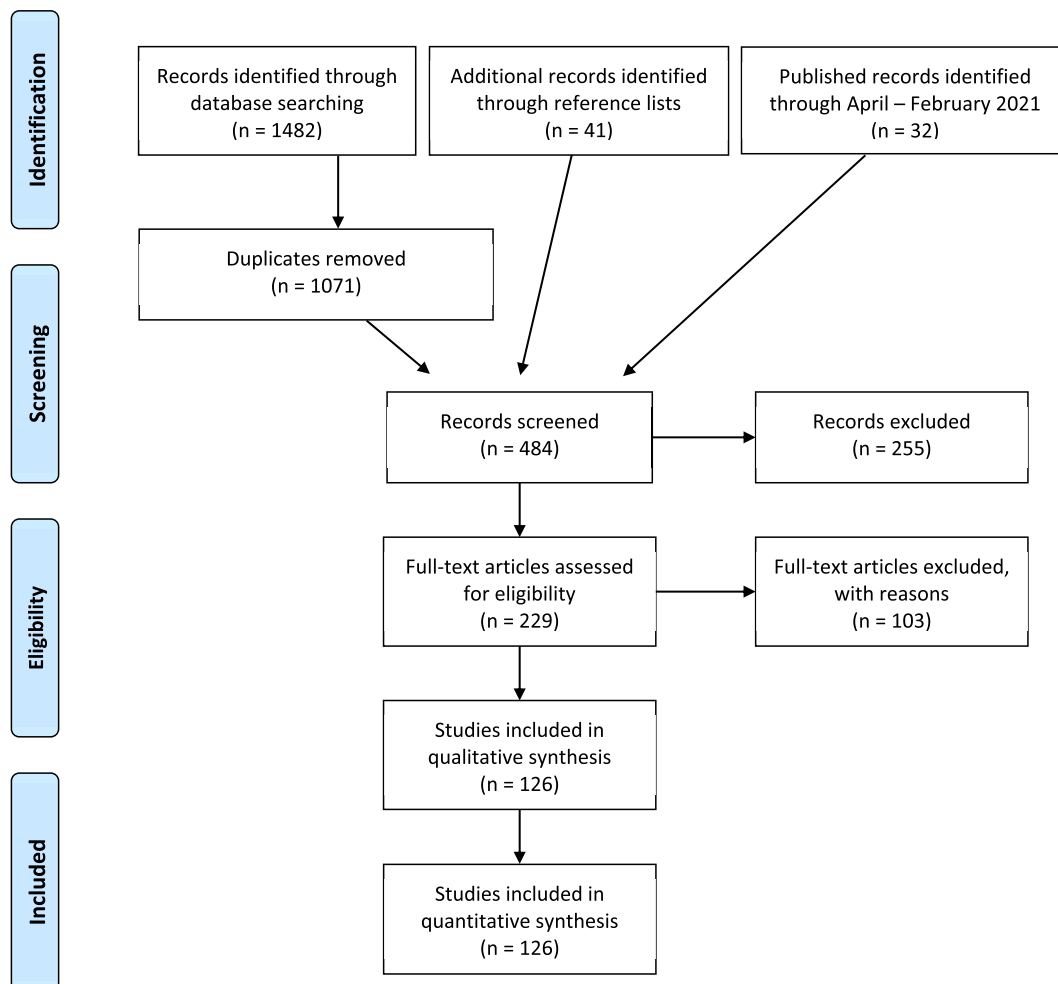 Identification
Records identified through
database searching
(n = 1482)
Additional records identified
through reference lists
(n = 41)
Published records identified
through April – February 2021
(n = 32)
Duplicates removed
(n = 1071)
Screening
Records screened
(n = 484)
Records excluded
(n = 255)
Eligibility
Full-text articles assessed
for eligibility
(n = 229)
Full-text articles excluded,
with reasons
(n = 103)
Studies included in
qualitative synthesis
(n = 126)
Included
Studies included in
quantitative synthesis
(n = 126)